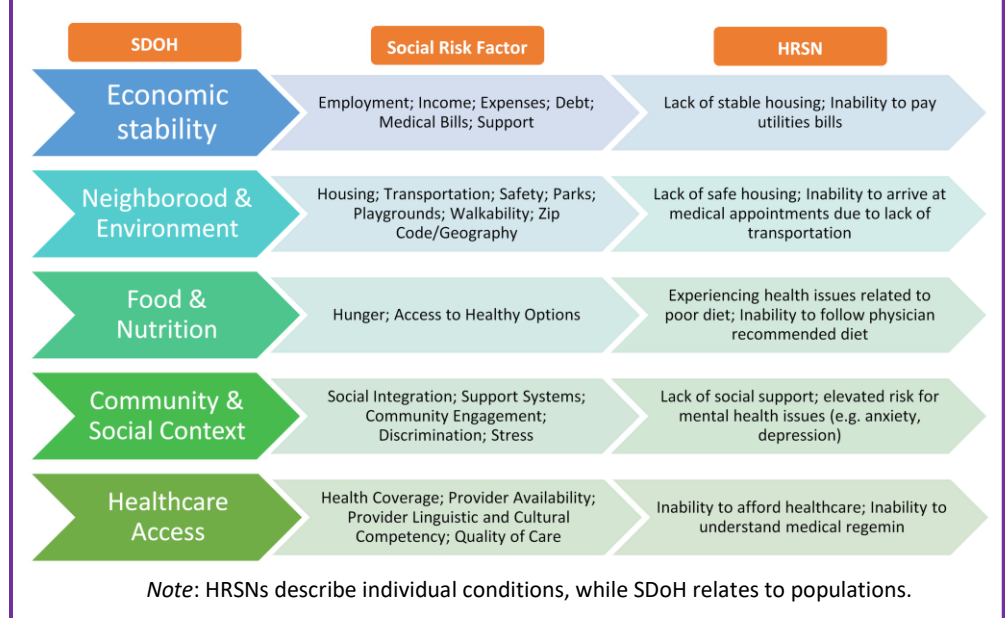 SDOH
Social Risk Factor
HRSN
Economic
stability
Employment; Income; Expenses; Debt;
Medical Bills; Support
Lack of stable housing; Inability to pay
utilities bills
Neighborood &
Environment
Housing; Transportation; Safety; Parks;
Playgrounds; Walkability; Zip
Code/Geography
Lack of safe housing; Inability to arrive at
medical appointments due to lack of
transportation
Food &
Nutrition
Hunger; Access to Healthy Options
Experiencing health issues related to
poor diet; Inability to follow physician
recommended diet
Community &
Social Context
Social Integration; Support Systems;
Community Engagement;
Discrimination; Stress
Lack of social support; elevated risk for
mental health issues (e.g. anxiety,
depression)
Healthcare
Access
Health Coverage; Provider Availability;
Provider Linguistic and Cultural
Competency; Quality of Care
Inability to afford healthcare; Inability to
understand medical regemin
Note: HRSNs describe individual conditions, while SDoH relates to populations.